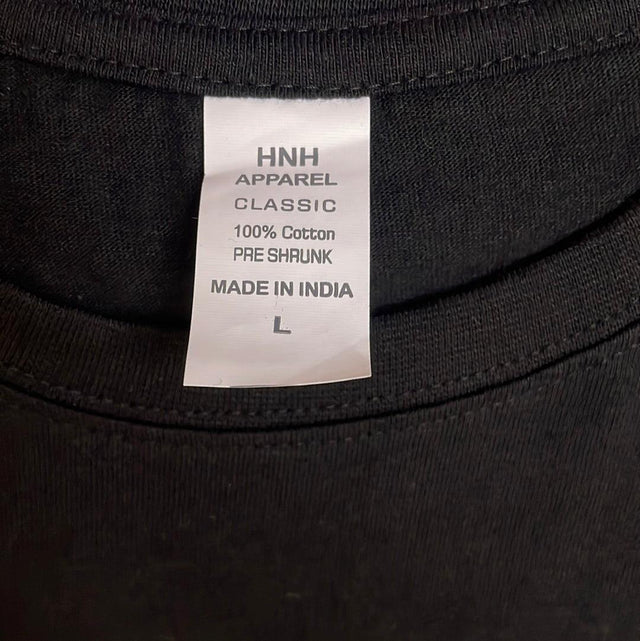 HNH
APPAREL
CLASSIC
100% Cotton
PRE SHRUNK
MADE IN INDIA
L